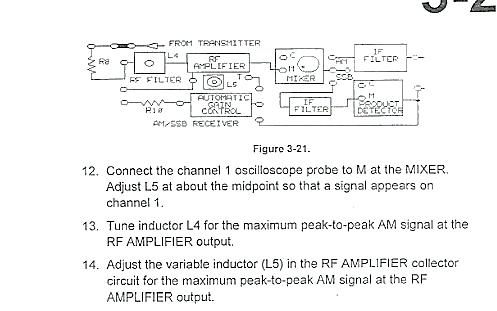 3-2
FROM TRANSMITTER
R8
L4
RF
AMPLIFIER
RF FILTER
T
L5
C
M
MIXER
AM
SSB
IF
FILTER
AUTOMATIC
GAIN
CONTROL
R10
IF
FILTER
C
M
PRODUCT
DETECTOR
AM/SSB RECEIVER
Figure 3-21.
12. Connect the channel 1 oscilloscope probe to M at the MIXER.
Adjust L5 at about the midpoint so that a signal appears on
channel 1.
13. Tune inductor L4 for the maximum peak-to-peak AM signal at the
RF AMPLIFIER output.
14. Adjust the variable inductor (L5) in the RF AMPLIFIER collector
circuit for the maximum peak-to-peak AM signal at the RF
AMPLIFIER output.